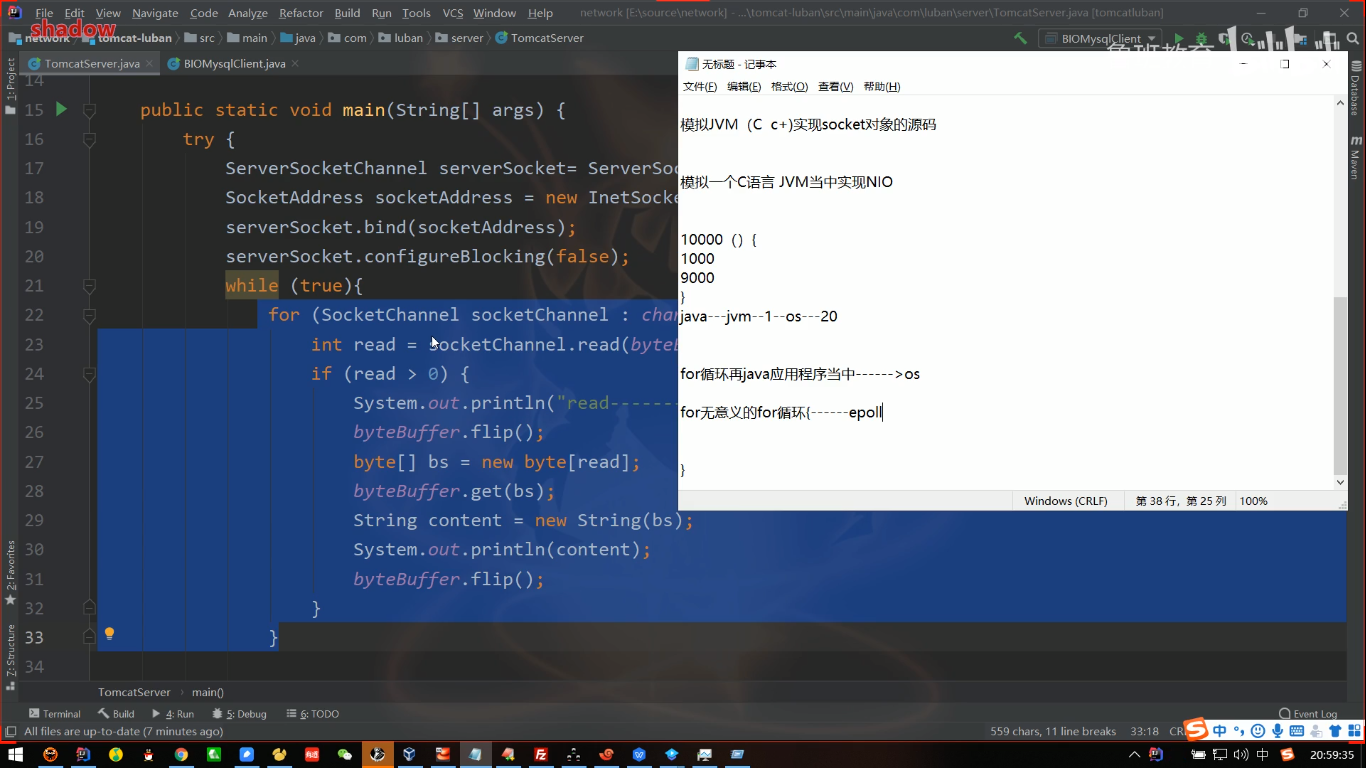 File Edit View Navigate Code Analyze Refactor Build Run Tools VCS Window Help network [E:\source\network] - ...\tomcat-luban\src\main\java\com\luban\server\TomcatServer.java [tomcatluban]
shadow
network tomcat-luban src main java com luban server TomcatServer BIOMysqlClient
鲁班教育
TomcatServer.java BIOMysqlClient.java
1: Project
Database
Maven
14
15 public static void main(String[] args) {
16 try {
17 ServerSocketChannel serverSocket= ServerSoc
18 SocketAddress socketAddress = new InetSocke
19 serverSocket.bind(socketAddress);
20 serverSocket.configureBlocking(false);
21 while (true){
22 for (SocketChannel socketChannel : chan
23 int read = socketChannel.read(byteB
24 if (read > 0) {
25 System.out.println("read-------
26 byteBuffer.flip();
27 byte[] bs = new byte[read];
28 byteBuffer.get(bs);
29 String content = new String(bs);
30 System.out.println(content);
31 byteBuffer.flip();
32 }
33 }
34
无标题 - 记事本
文件(F) 编辑(E) 格式(O) 查看(V) 帮助(H)
模拟JVM（C c+)实现socket对象的源码
模拟一个C语言 JVM当中实现NIO
10000（）{
1000
9000
}
java---jvm--1--os---20
for循环再java应用程序当中------>os
for无意义的for循环{------epoll
}
Windows (CRLF) 第 38 行，第 25 列 100%
2: Favorites
Z: Structure
TomcatServer main()
Terminal Build 4: Run 5: Debug 6: TODO Event Log
All files are up-to-date (7 minutes ago) 559 chars, 11 line breaks 33:18
中
中 20:59:35